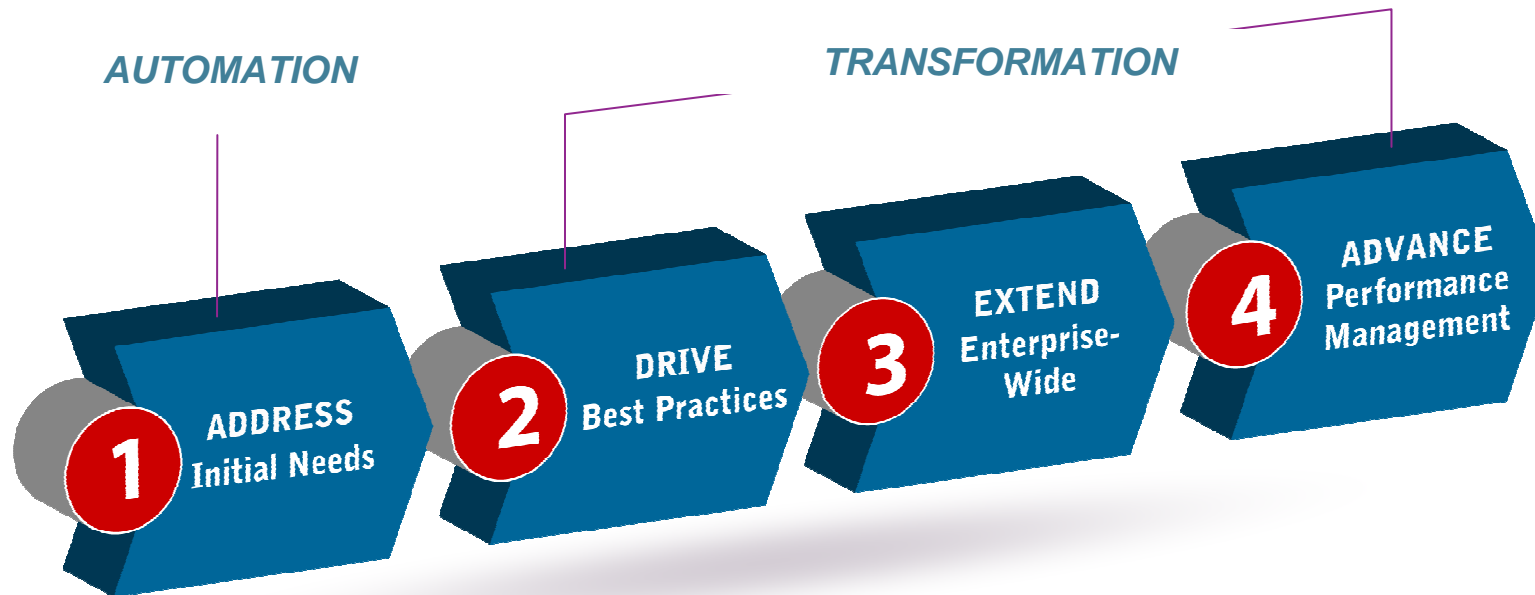 AUTOMATION
TRANSFORMATION
1
ADDRESS
Initial Needs
2
DRIVE
Best Practices
3
EXTEND
Enterprise-
Wide
4
ADVANCE
Performance
Management